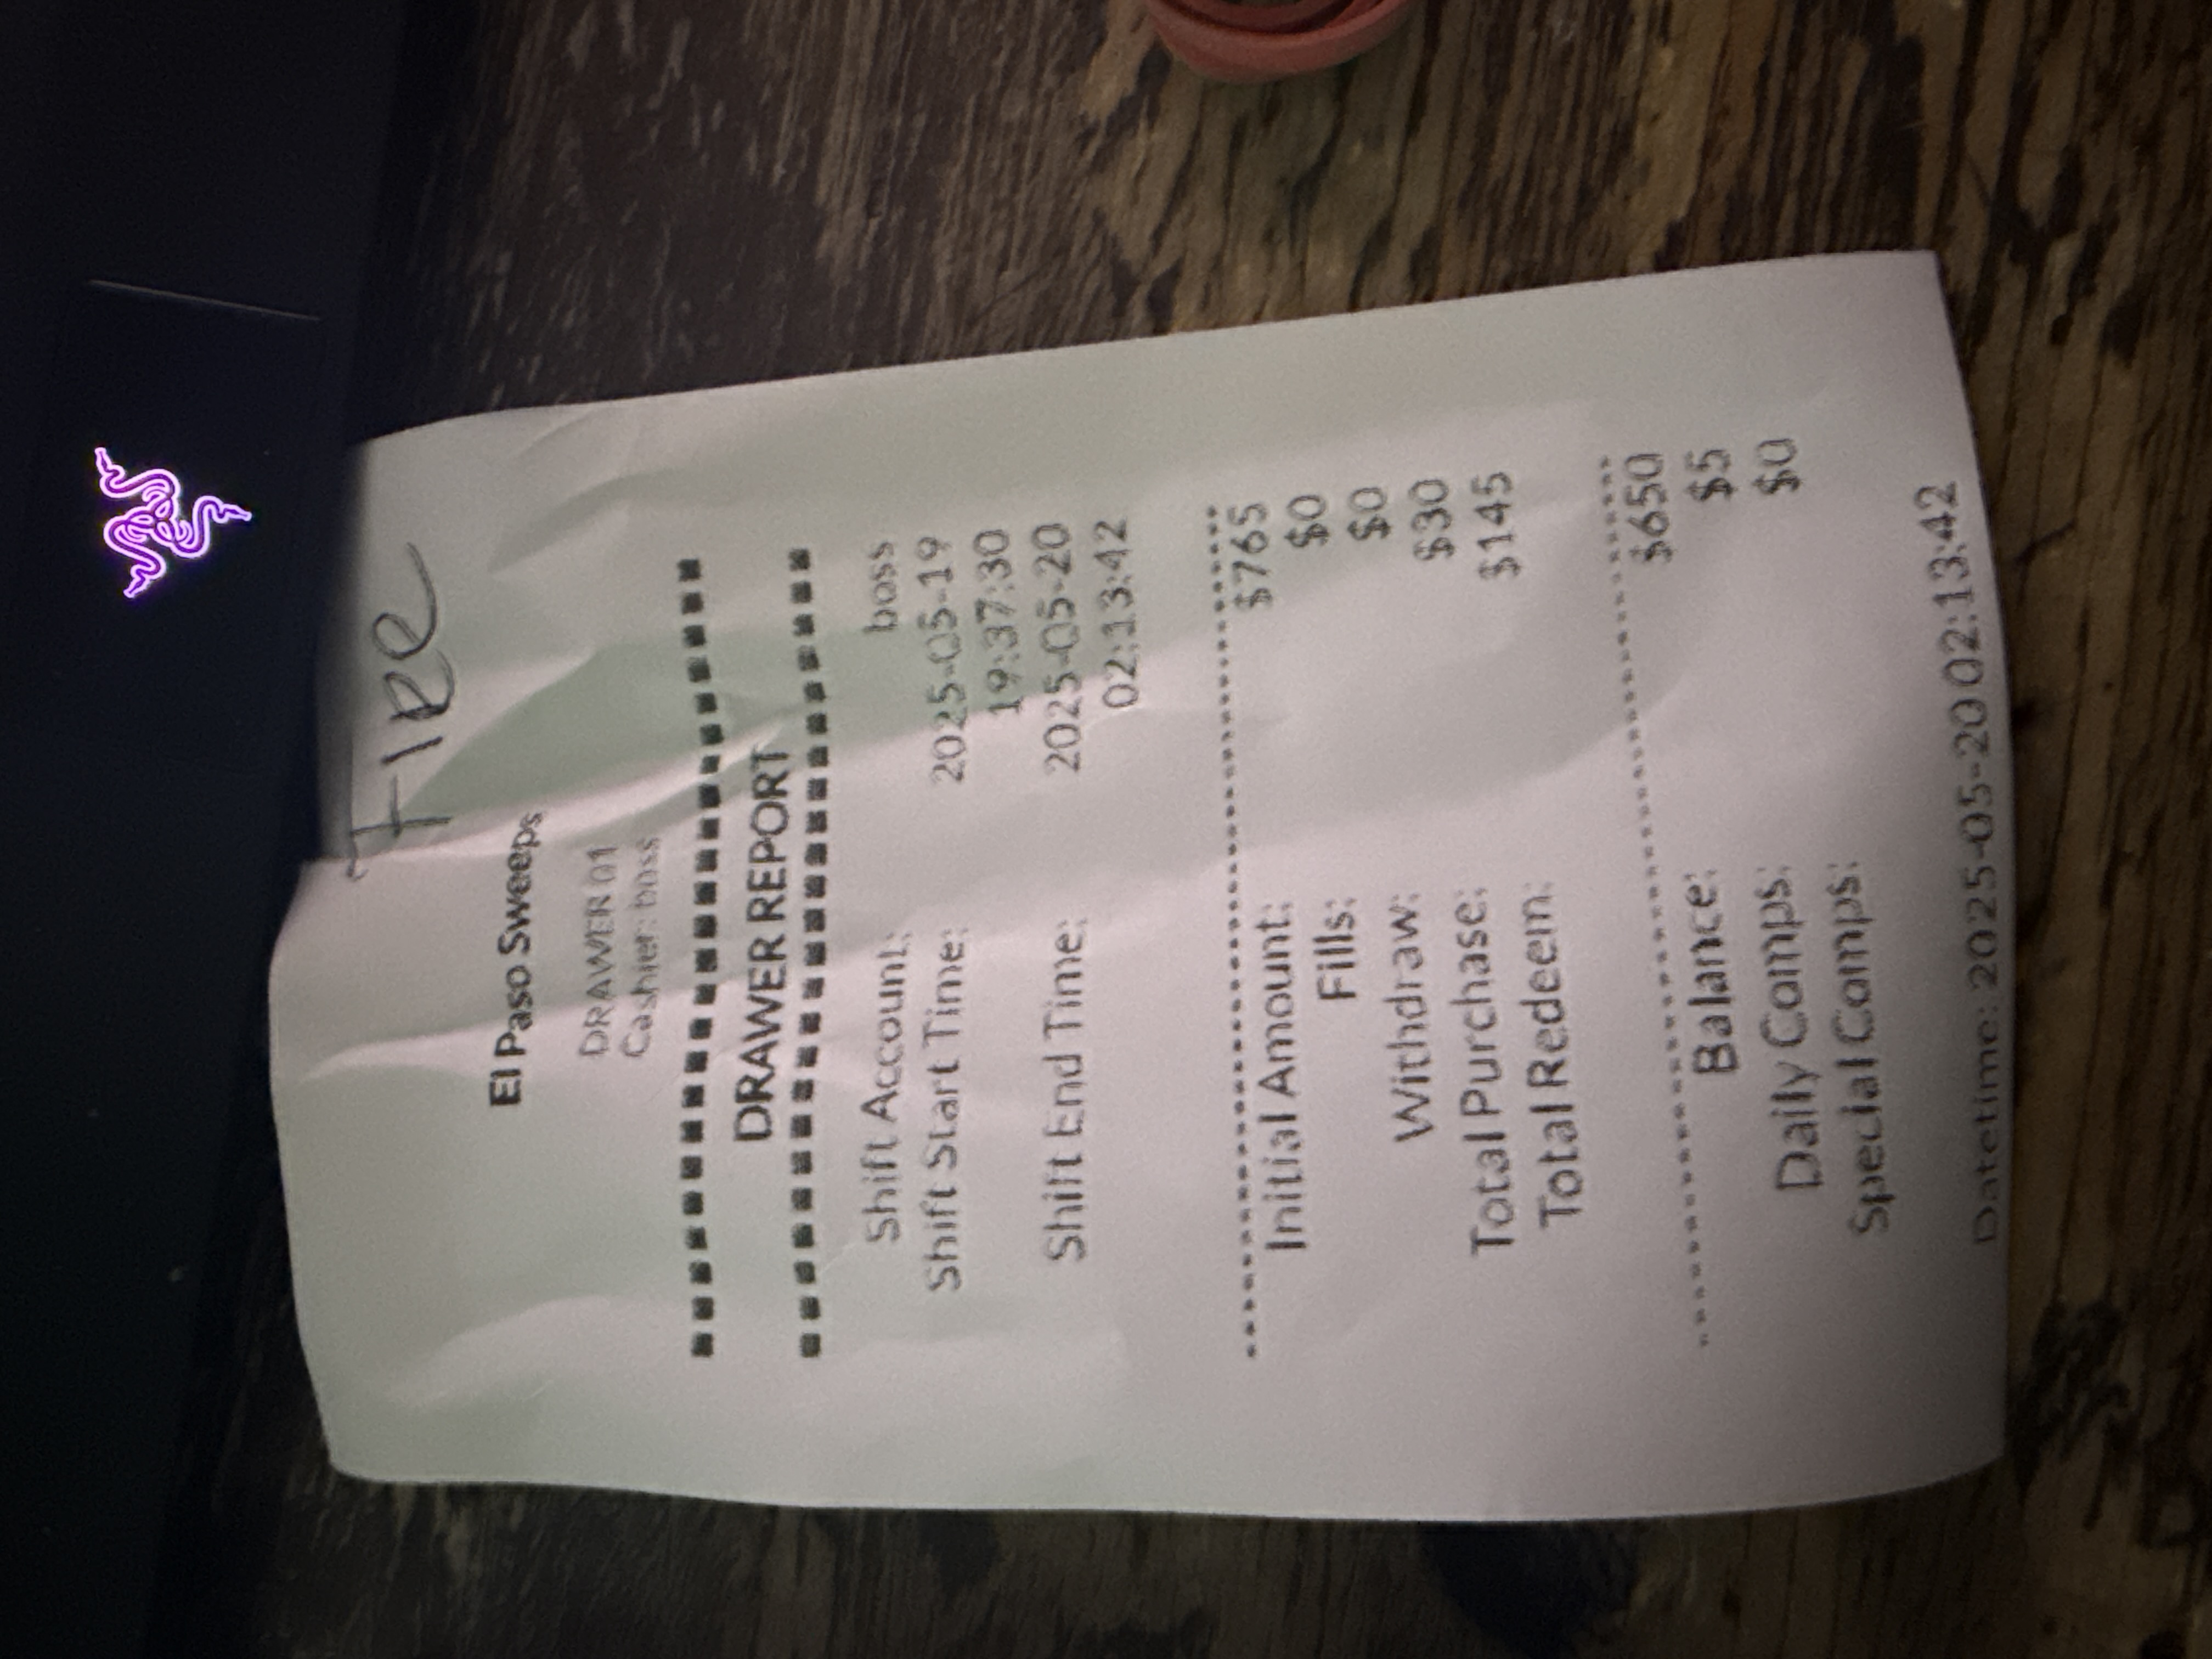 Fire
El Paso Sweeps
DRAWER 01
Cashier: boss
DRAWER REPORT
Shift Account: boss
Shift Start Time: 2025-05-19
19:37:30
Shift End Time: 2025-05-20
02:13:42
Initial Amount: $765
Fills: $0
Withdraw: $0
Total Purchase: $30
Total Redeem: $145
Balance: $650
Daily Comps: $5
Special Comps: $0
Datetime: 2025-05-20 02:13:42